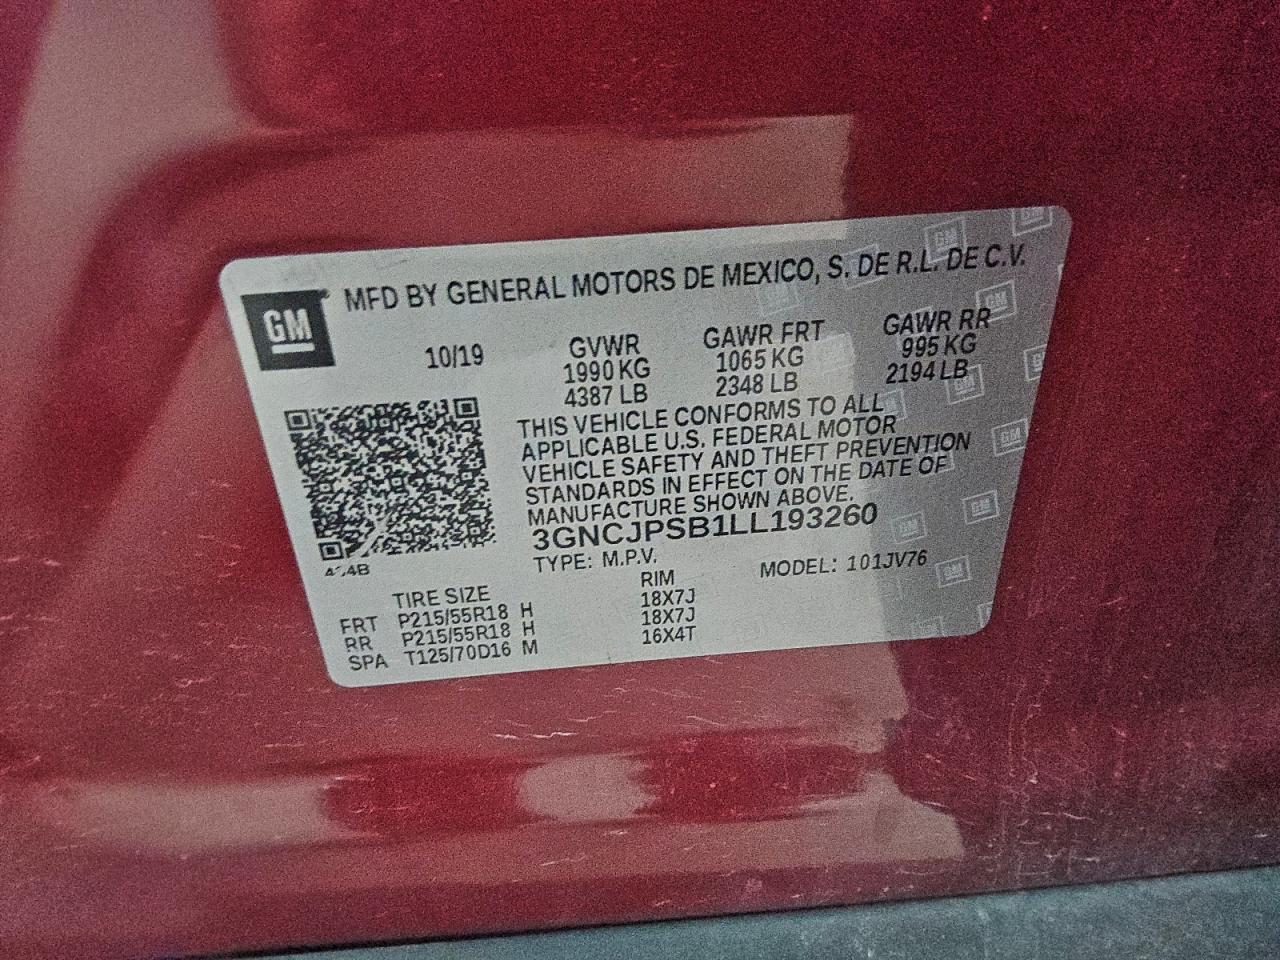 GM
MFD BY GENERAL MOTORS DE MEXICO, S. DE R.L. DE C.V.
10/19 GVWR GAWR FRT GAWR RR
1990 KG 1065 KG 995 KG
4387 LB 2348 LB 2194 LB
THIS VEHICLE CONFORMS TO ALL
APPLICABLE U.S. FEDERAL MOTOR
VEHICLE SAFETY AND THEFT PREVENTION
STANDARDS IN EFFECT ON THE DATE OF
MANUFACTURE SHOWN ABOVE.
3GNCJPSB1LL193260
TYPE: M.P.V. MODEL: 101JV76
TIRE SIZE RIM
FRT P215/55R18 H 18X7J
RR P215/55R18 H 18X7J
SPA T125/70D16 M 16X4T